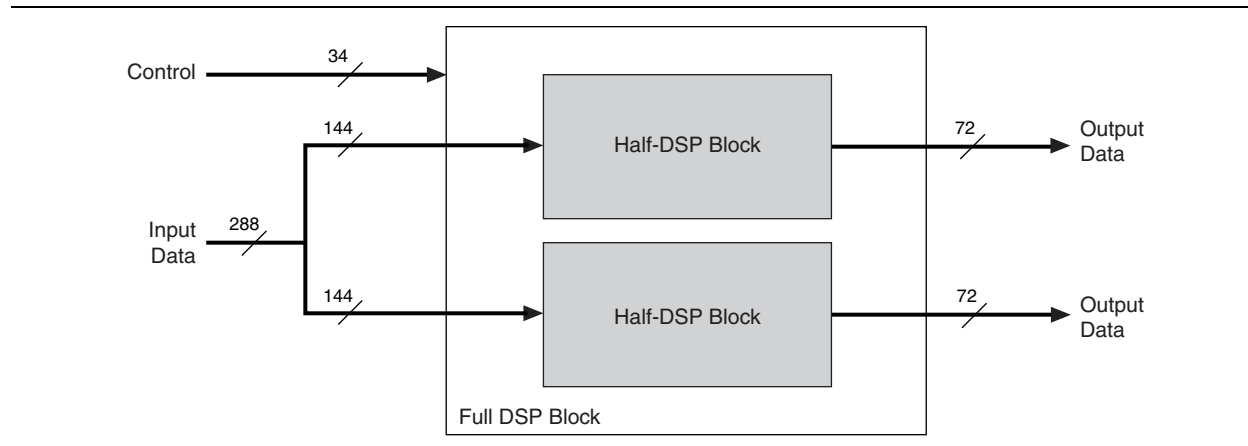 Control
34
144
Half-DSP Block
72
Output
Data
Input
Data
288
144
Half-DSP Block
72
Output
Data
Full DSP Block